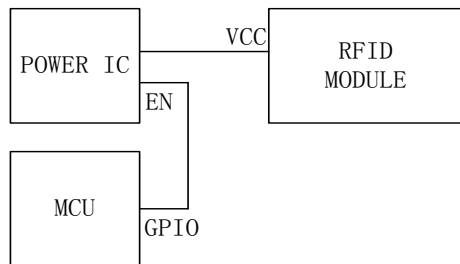 VCC
POWER IC
RFID
MODULE
EN
MCU
GPIO